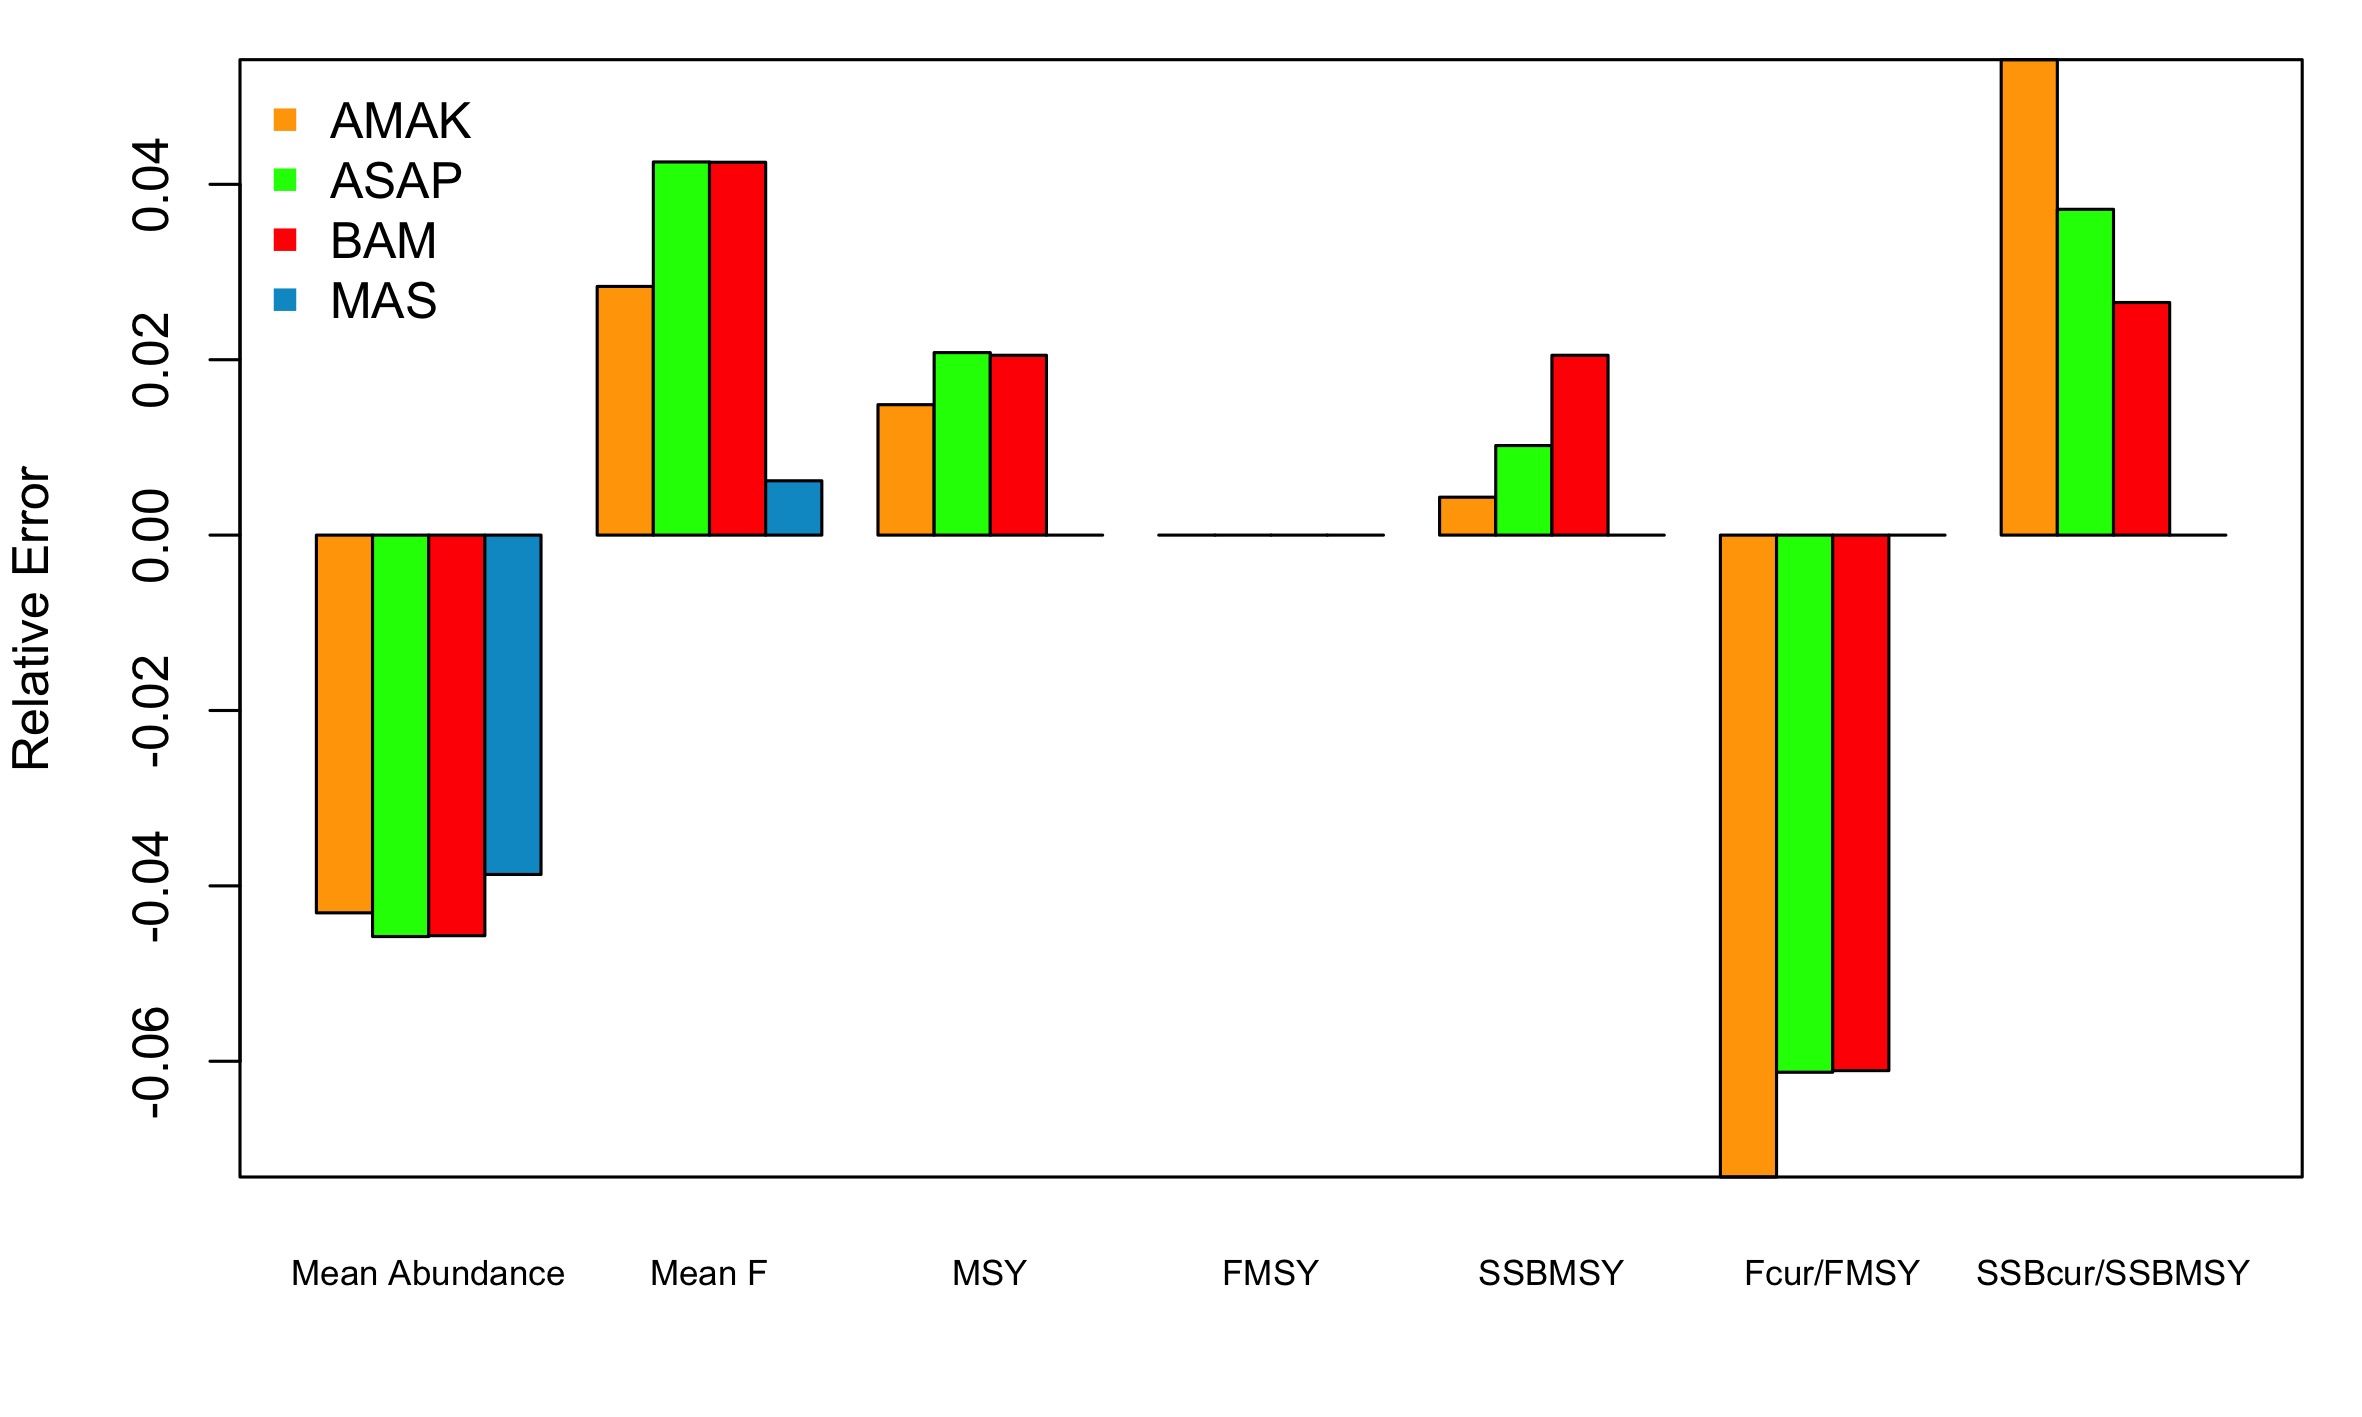 AMAK
ASAP
BAM
MAS
Relative Error
0.04
0.02
0.00
-0.02
-0.04
-0.06
Mean Abundance Mean F MSY FMSY SSBMSY Fcur/FMSY SSBcur/SSBMSY